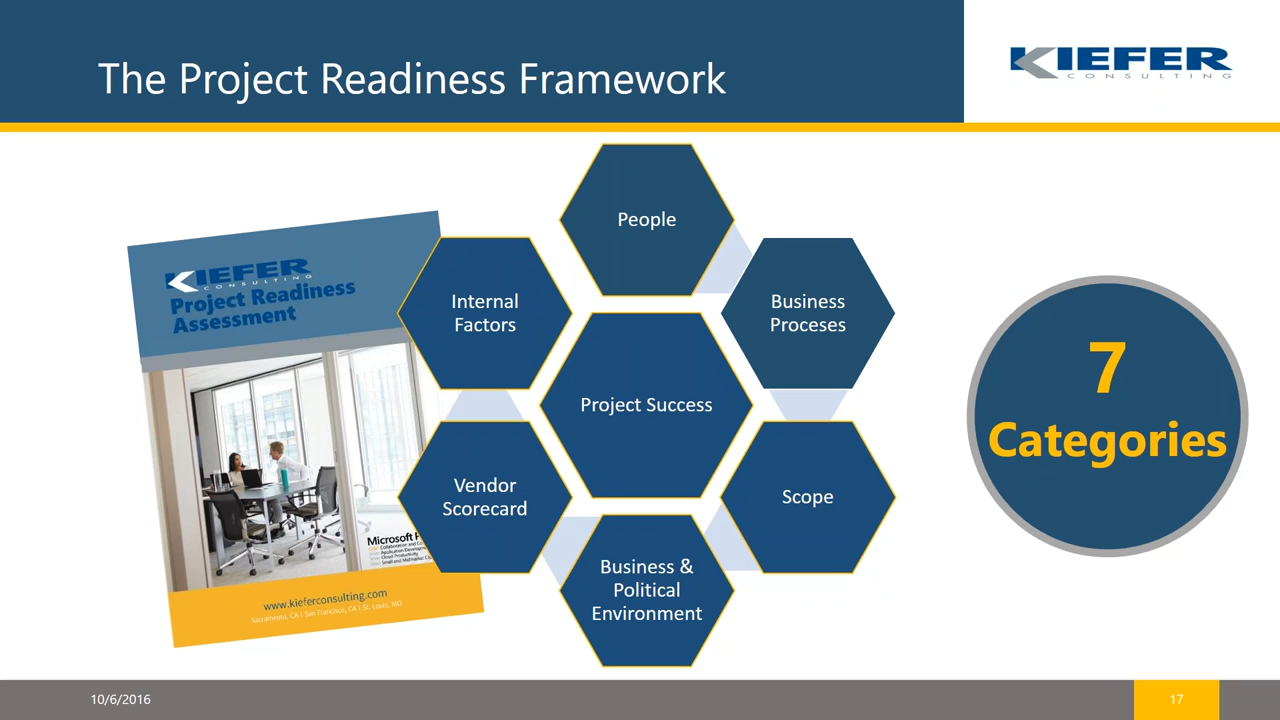 The Project Readiness Framework
KIEFER
CONSULTING
People
Internal
Factors
Business
Proceses
Project Success
7
Categories
Vendor
Scorecard
Scope
Business &
Political
Environment
KIEFER
CONSULTING
Project Readiness
Assessment
Microsoft
www.kieferconsulting.com
Sacramento, CA | San Francisco, CA | St. Louis, MO
10/6/2016
17